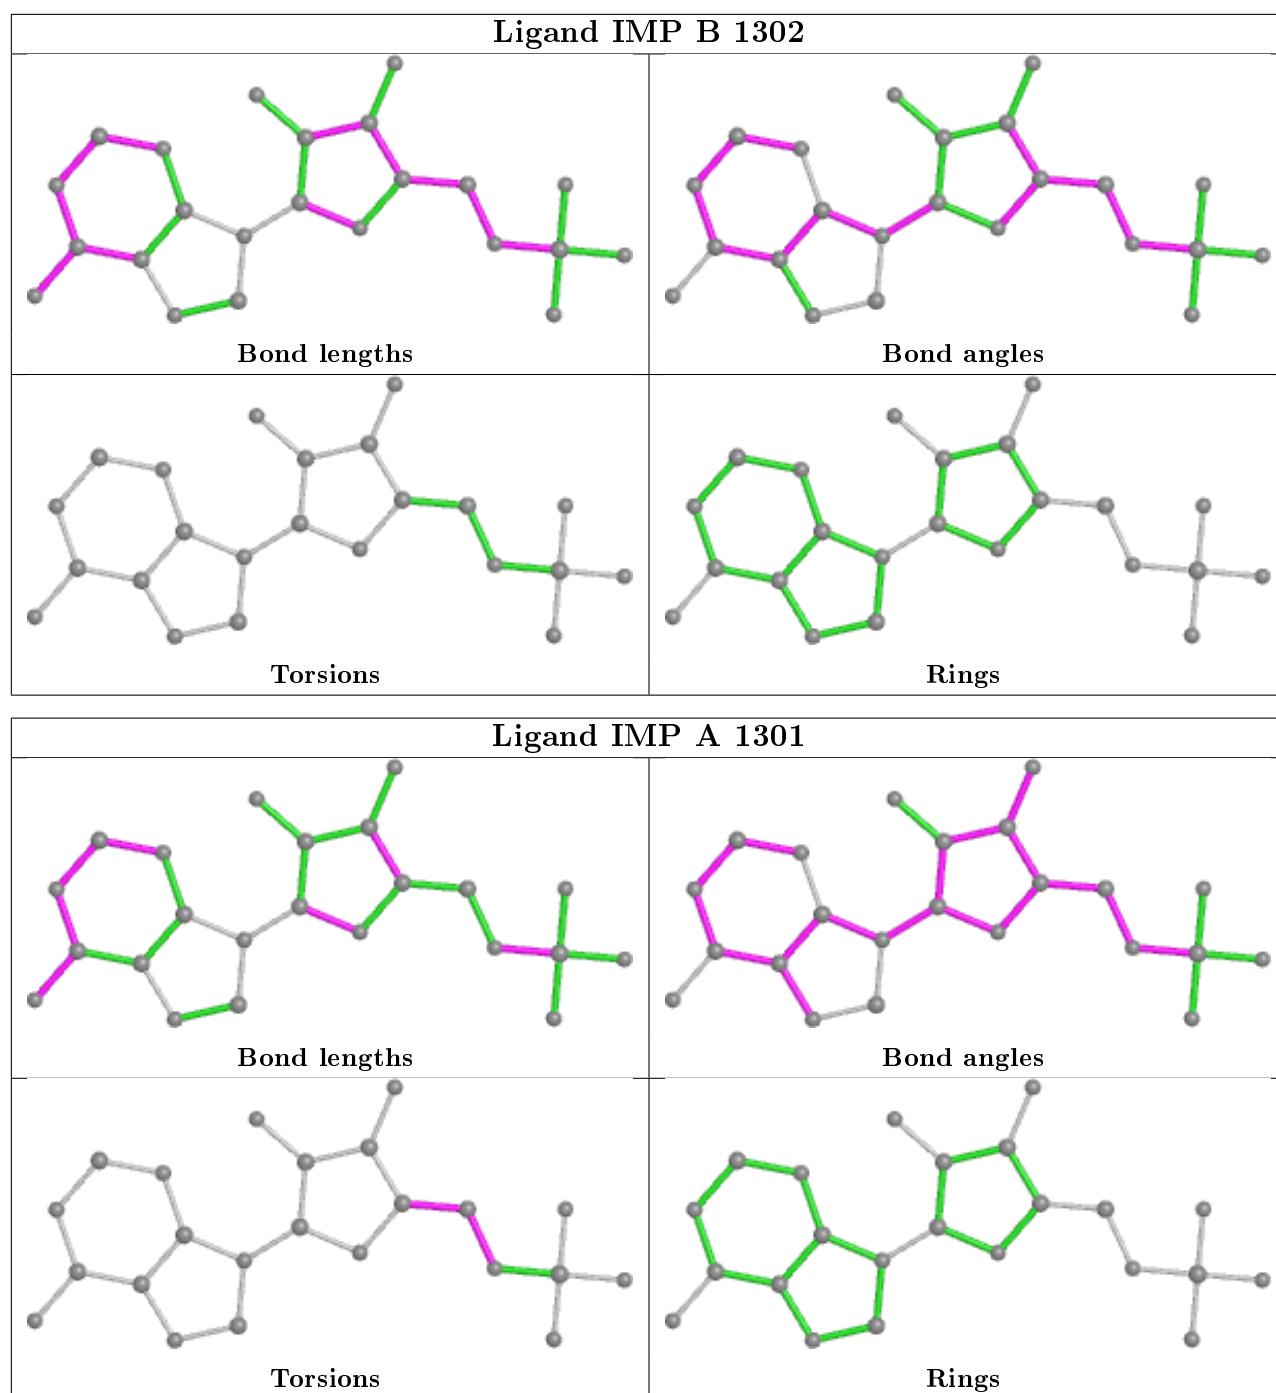 Ligand IMP B 1302
Bond lengths
Bond angles
Torsions
Rings
Ligand IMP A 1301
Bond lengths
Bond angles
Torsions
Rings